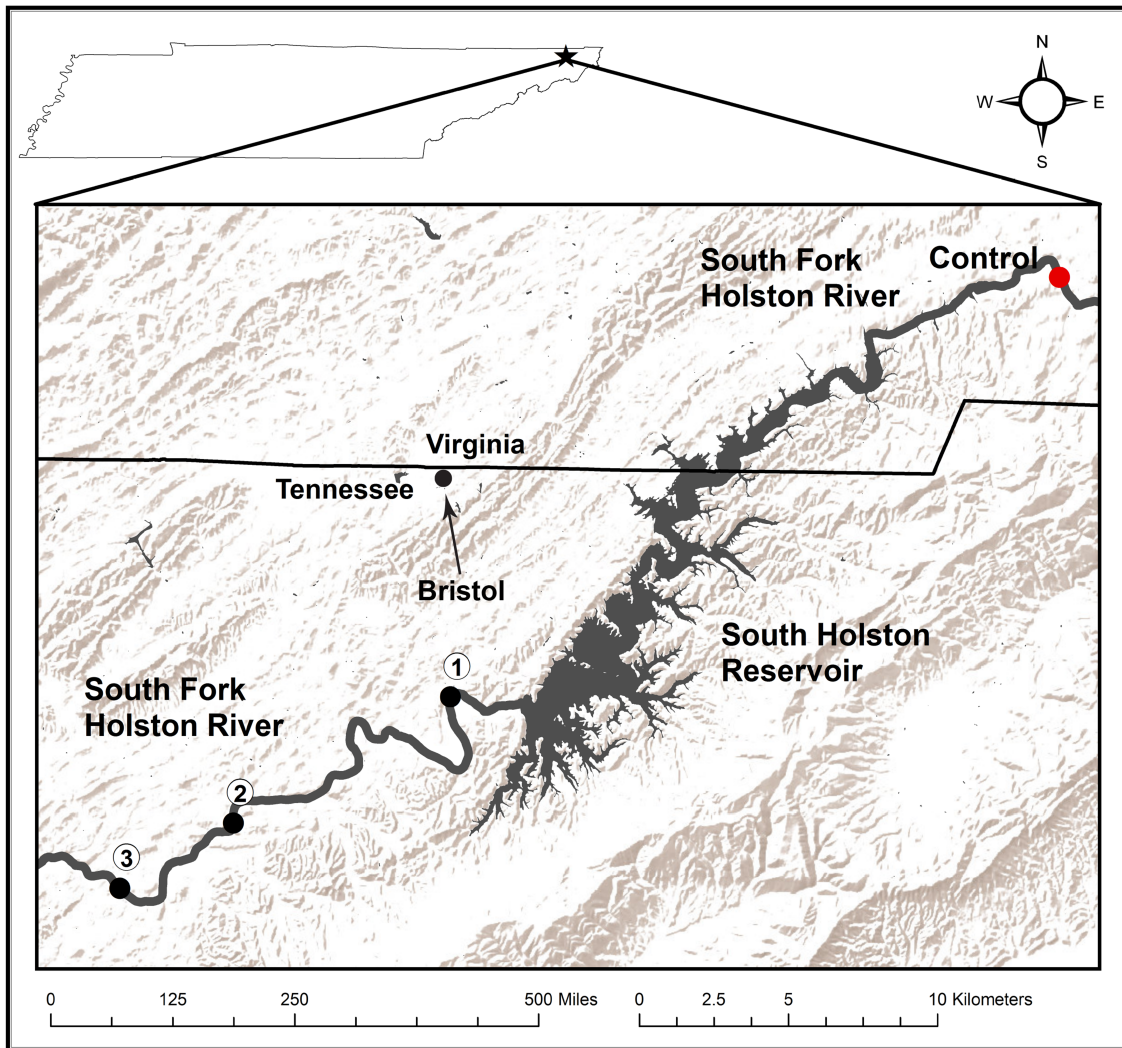 N
W E
S
South Fork
Holston River
Control
Virginia
Tennessee
Bristol
South Holston
Reservoir
1
South Fork
Holston River
2
3
0 125 250 500 Miles
0 2.5 5 10 Kilometers